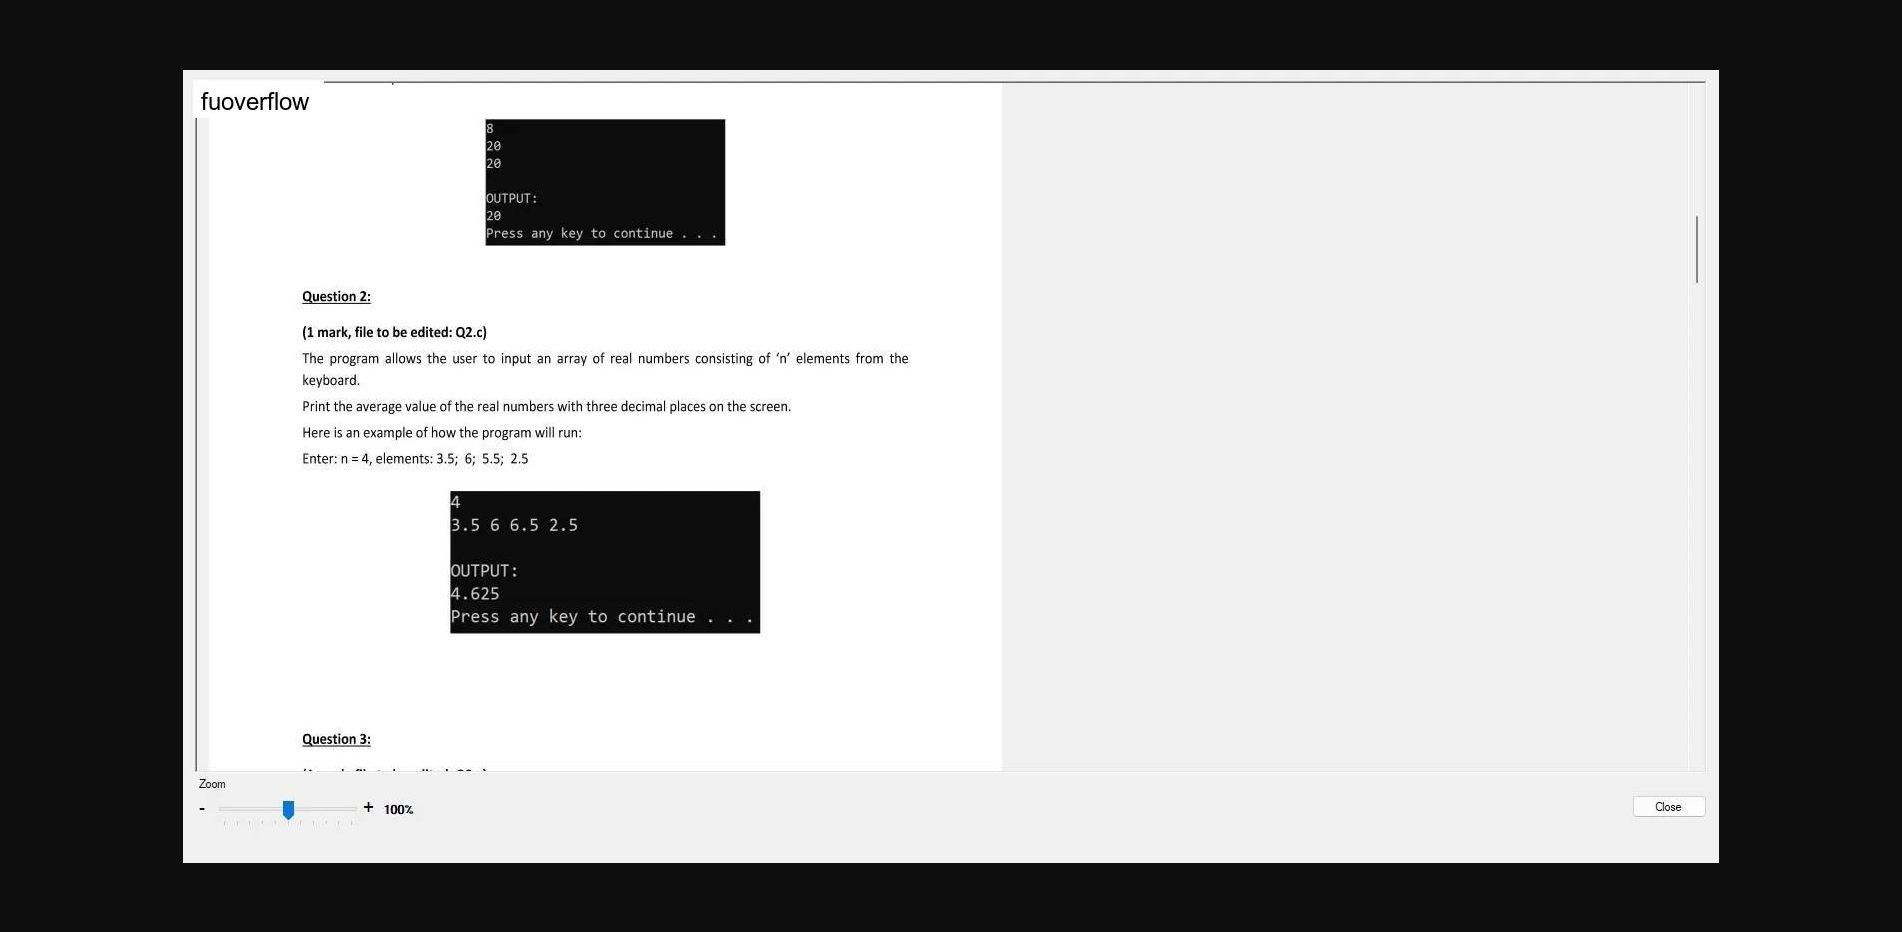 fuoverflow
8
20
20
OUTPUT:
20
Press any key to continue . . .
Question 2:
(1 mark, file to be edited: Q2.c)
The program allows the user to input an array of real numbers consisting of ‘n’ elements from the
keyboard.
Print the average value of the real numbers with three decimal places on the screen.
Here is an example of how the program will run:
Enter: n = 4, elements: 3.5; 6; 5.5; 2.5
4
3.5 6 6.5 2.5
OUTPUT:
4.625
Press any key to continue . . .
Question 3:
Zoom
- + 100%
Close